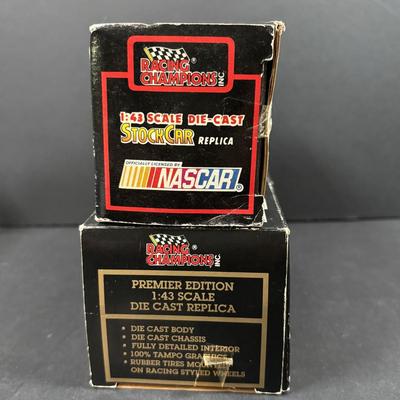 RACING
CHAMPIONS INC
®
1:43 SCALE DIE-CAST
STOCKCAR REPLICA
OFFICIALLY LICENSED BY
NASCAR®
RACING®
CHAMPIONS INC.
PREMIER EDITION
1:43 SCALE
DIE CAST REPLICA
• DIE CAST BODY
• DIE CAST CHASSIS
• FULLY DETAILED INTERIOR
• 100% TAMPO GRAPHICS
• RUBBER TIRES MOUNTED
ON RACING STYLED WHEELS